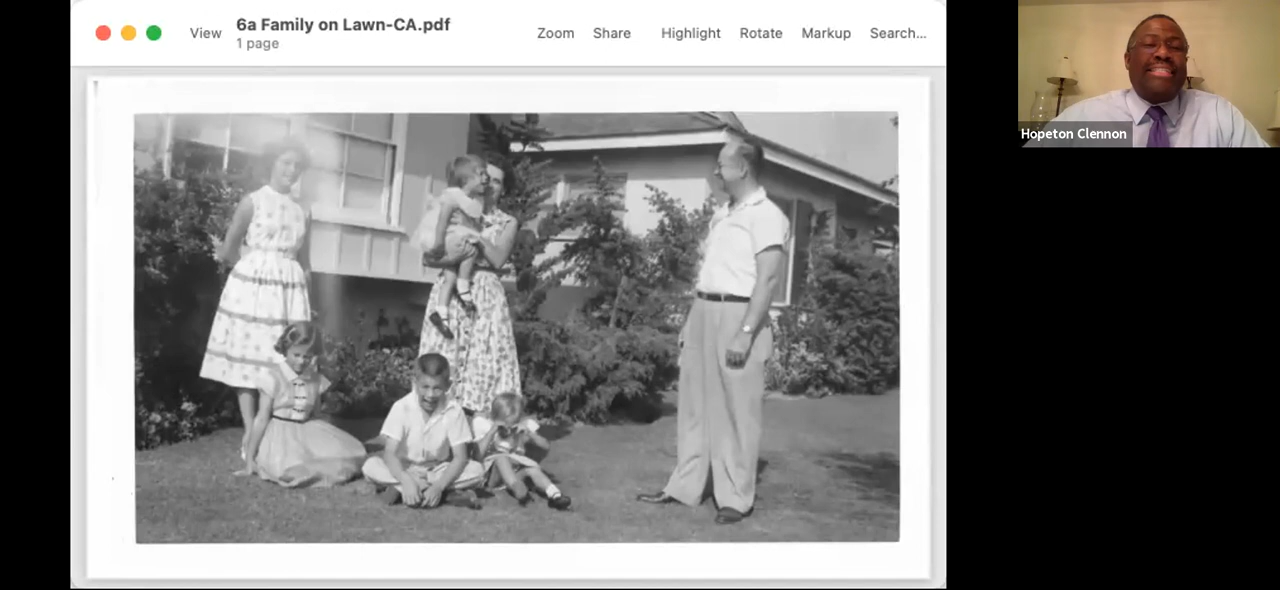 View
6a Family on Lawn-CA.pdf
1 page
Zoom
Share
Highlight
Rotate
Markup
Search...
Hopeton Clennon